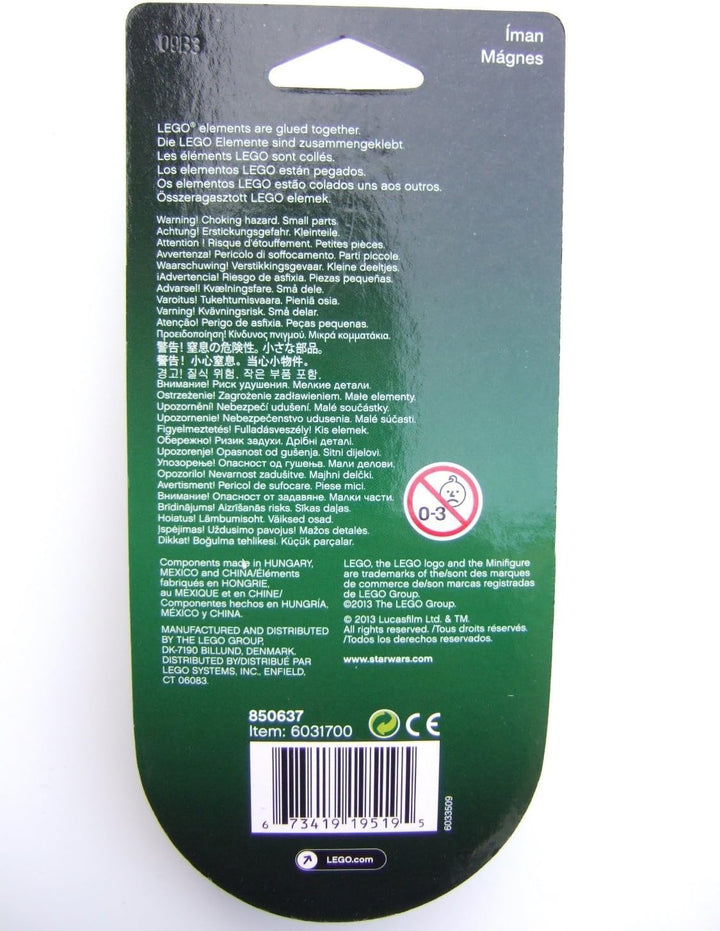 09B3
Íman
Mágnes
LEGO® elements are glued together.
Die LEGO Elemente sind zusammengeklebt.
Les éléments LEGO sont collés.
Los elementos LEGO están pegados.
Os elementos LEGO estão colados uns aos outros.
Összeragasztott LEGO elemek.
Warning! Choking hazard. Small parts.
Achtung! Erstickungsgefahr. Kleinteile.
Attention ! Risque d'étouffement. Petites pièces.
Avvertenza! Pericolo di soffocamento. Parti piccole.
Waarschuwing! Verstikkingsgevaar. Kleine deeltjes.
¡Advertencia! Riesgo de asfixia. Piezas pequeñas.
Advarsel! Kvælningsfare. Små dele.
Varoitus! Tukehtumisvaara. Pieniä osia.
Varning! Kvävningsrisk. Små delar.
Atenção! Perigo de asfixia. Peças pequenas.
Προειδοποίηση! Κίνδυνος πνιγμού. Μικρά κομματάκια.
警告! 窒息の危険性。小さな部品。
警告! 小心窒息。当心小物件。
경고! 질식 위험. 작은 부품 포함.
Внимание! Риск удушения. Мелкие детали.
Ostrzeżenie! Zagrożenie zadławieniem. Małe elementy.
Upozornění! Nebezpečí udušení. Malé součástky.
Upozornenie! Nebezpečenstvo udusenia. Malé súčasti.
Figyelmeztetés! Fulladásveszély! Kis elemek.
Обережно! Ризик задухи. Дрібні деталі.
Upozorenje! Opasnost od gušenja. Sitni dijelovi.
Упозорење! Опасност од гушења. Мали делови.
Opozorilo! Nevarnost zadušitve. Majhni delčki.
Avertisment! Pericol de sufocare. Piese mici.
Внимание! Опасност от задавяне. Малки части.
Brīdinājums! Aizrīšanās risks. Sīkas daļas.
Hoiatus! Lämbumisoht. Väiksed osad.
Įspėjimas! Uždusimo pavojus! Mažos detalės.
Dikkat! Boğulma tehlikesi. Küçük parçalar.
0-3
Components made in HUNGARY,
MEXICO and CHINA/Éléments
fabriqués en HONGRIE,
au MEXIQUE et en CHINE/
Componentes hechos en HUNGRÍA,
MÉXICO y CHINA.
MANUFACTURED AND DISTRIBUTED
BY THE LEGO GROUP,
DK-7190 BILLUND, DENMARK.
DISTRIBUTED BY/DISTRIBUÉ PAR
LEGO SYSTEMS, INC., ENFIELD,
CT 06083.
LEGO, the LEGO logo and the Minifigure
are trademarks of the/sont des marques
de commerce de/son marcas registradas
de LEGO Group.
©2013 The LEGO Group.
© 2013 Lucasfilm Ltd. & TM.
All rights reserved. /Tous droits réservés.
/Todos los derechos reservados.
www.starwars.com
850637
Item: 6031700
CE
6 73419 19519 5
6033509
LEGO.com